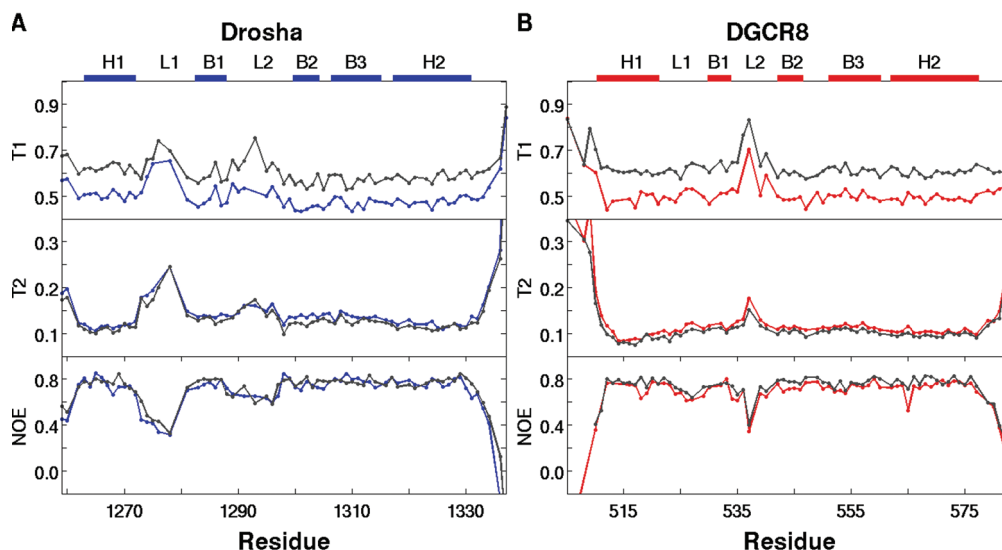 A Drosha
H1 L1 B1 L2 B2 B3 H2
T1 0.9 0.7 0.5
T2 0.3 0.2 0.1
NOE 0.8 0.4 0.0
1270 1290 1310 1330
Residue
B DGCR8
H1 L1 B1 L2 B2 B3 H2
T1 0.9 0.7 0.5
T2 0.3 0.2 0.1
NOE 0.8 0.4 0.0
515 535 555 575
Residue